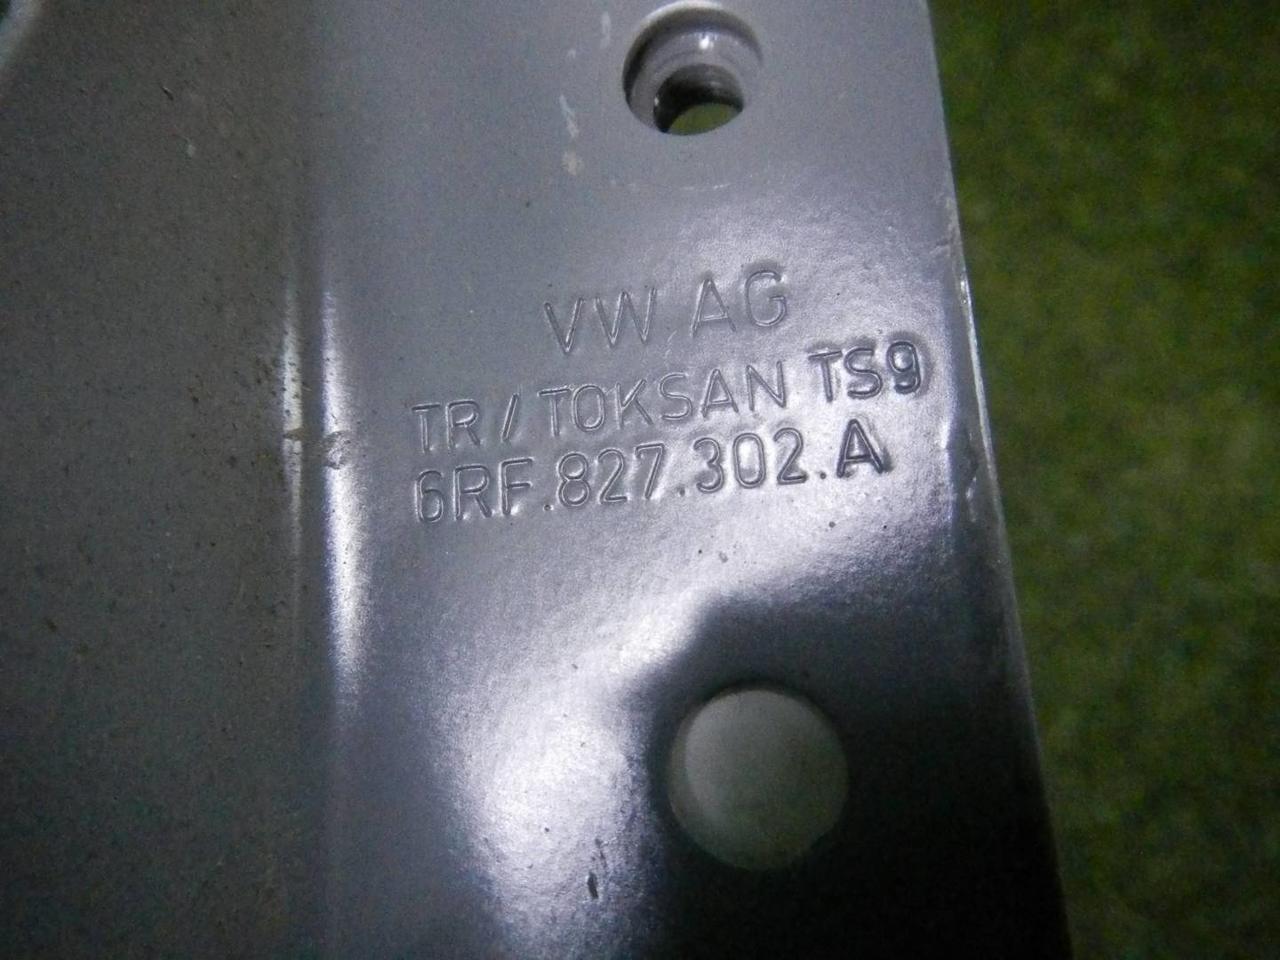 VW AG
TR/TOKSAN TS9
6RF.827.302.A